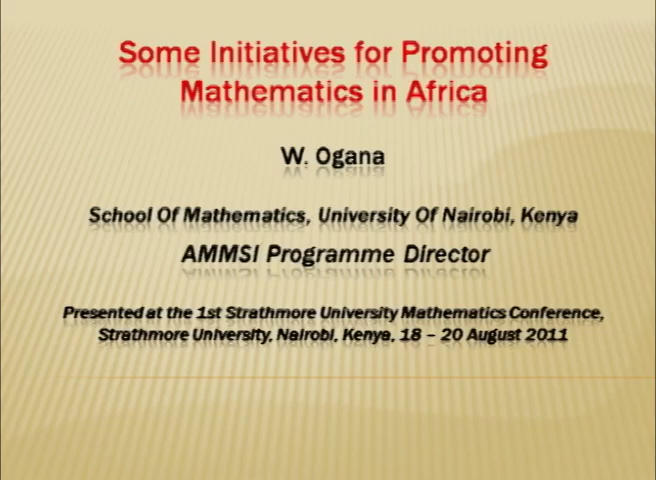 Some Initiatives for Promoting
Mathematics in Africa
W. Ogana
School Of Mathematics, University Of Nairobi, Kenya
AMMSI Programme Director
Presented at the 1st Strathmore University Mathematics Conference,
Strathmore University, Nairobi, Kenya, 18 – 20 August 2011